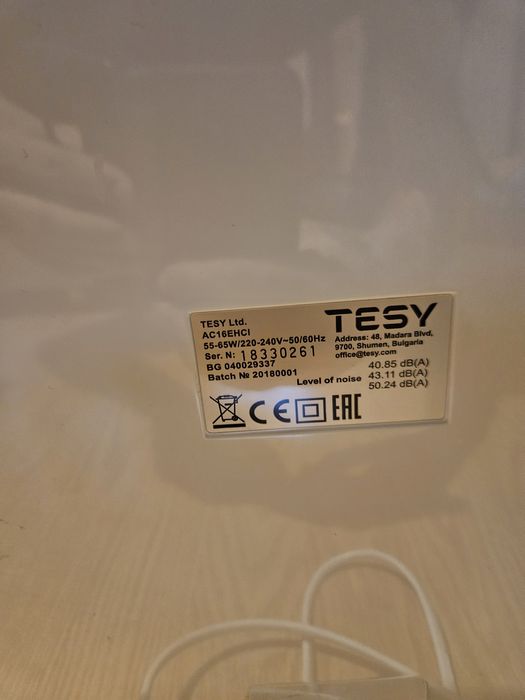 TESY Ltd.
AC16EHCI
55-65W/220-240V~50/60Hz
Ser. N: 18330261
BG 040029337
Batch № 20180001
TESY
Address: 48, Madara Blvd,
9700, Shumen, Bulgaria
office@tesy.com
Level of noise
40.85 dB(A)
43.11 dB(A)
50.24 dB(A)
CE
EAC